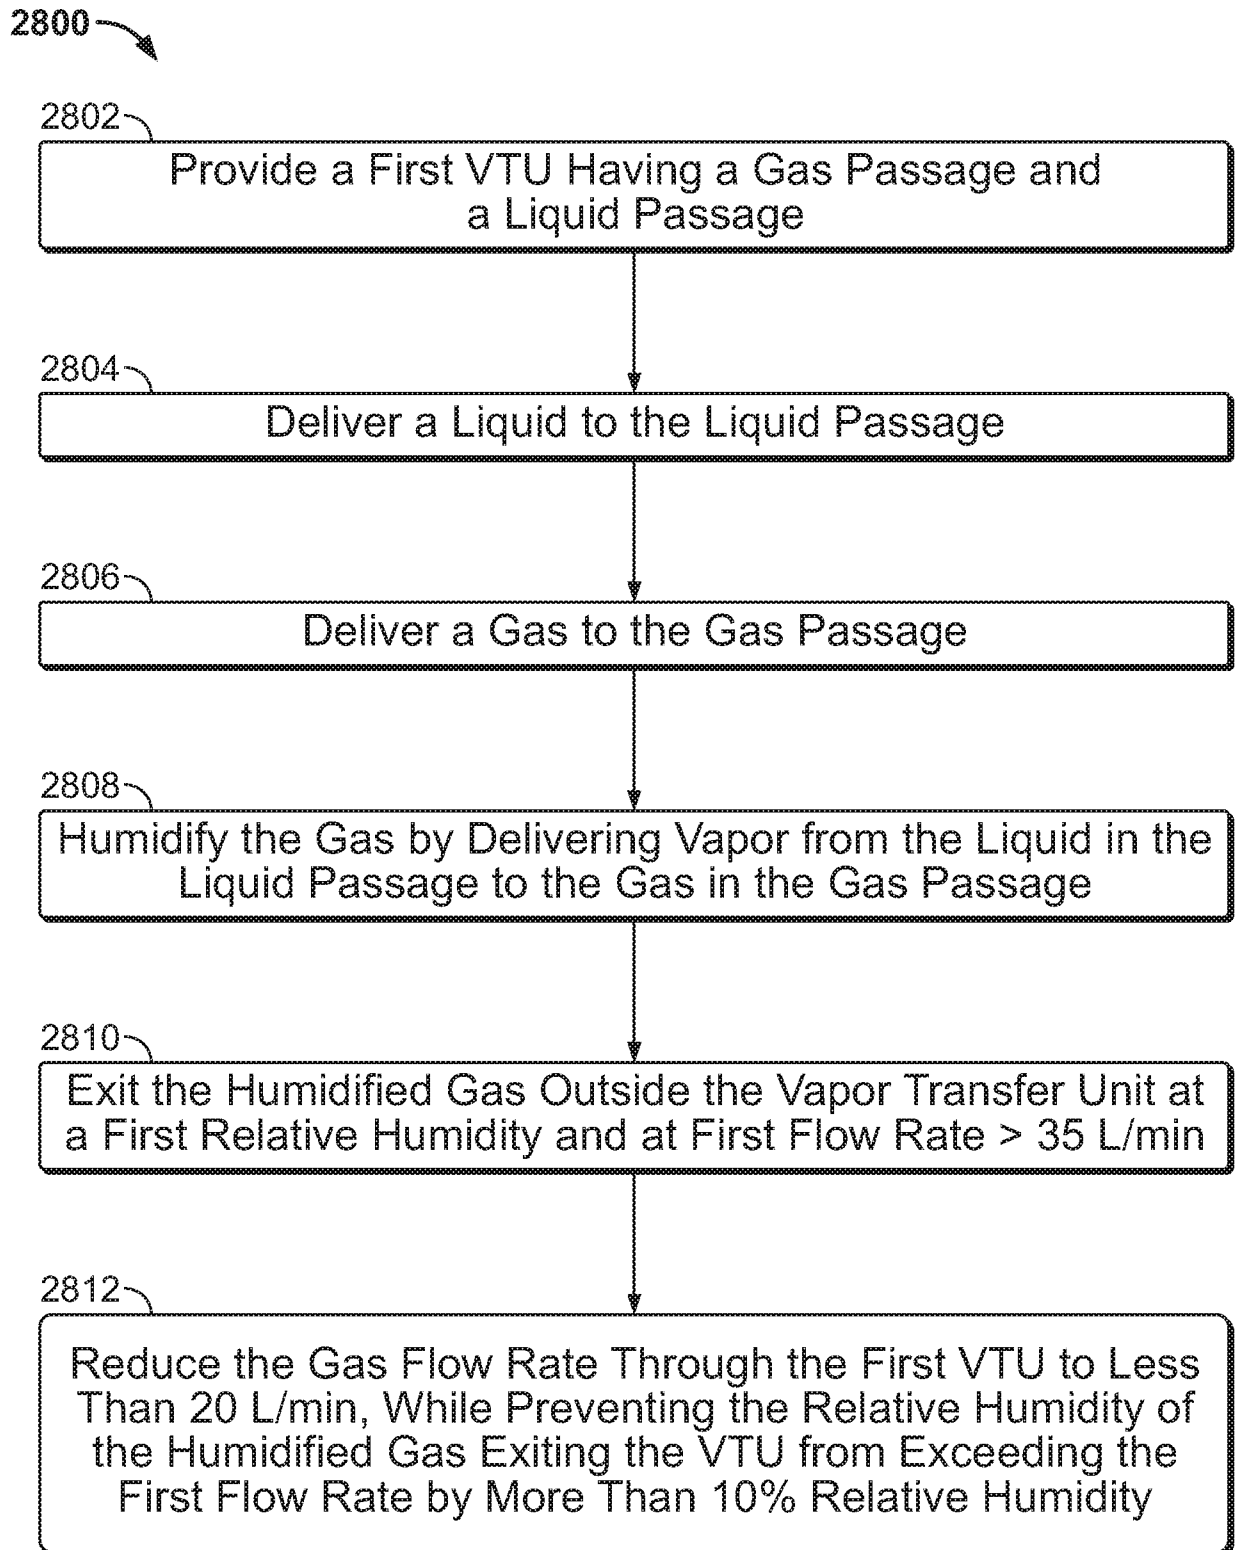 2800
2802
Provide a First VTU Having a Gas Passage and
a Liquid Passage
2804
Deliver a Liquid to the Liquid Passage
2806
Deliver a Gas to the Gas Passage
2808
Humidify the Gas by Delivering Vapor from the Liquid in the
Liquid Passage to the Gas in the Gas Passage
2810
Exit the Humidified Gas Outside the Vapor Transfer Unit at
a First Relative Humidity and at First Flow Rate > 35 L/min
2812
Reduce the Gas Flow Rate Through the First VTU to Less
Than 20 L/min, While Preventing the Relative Humidity of
the Humidified Gas Exiting the VTU from Exceeding the
First Flow Rate by More Than 10% Relative Humidity